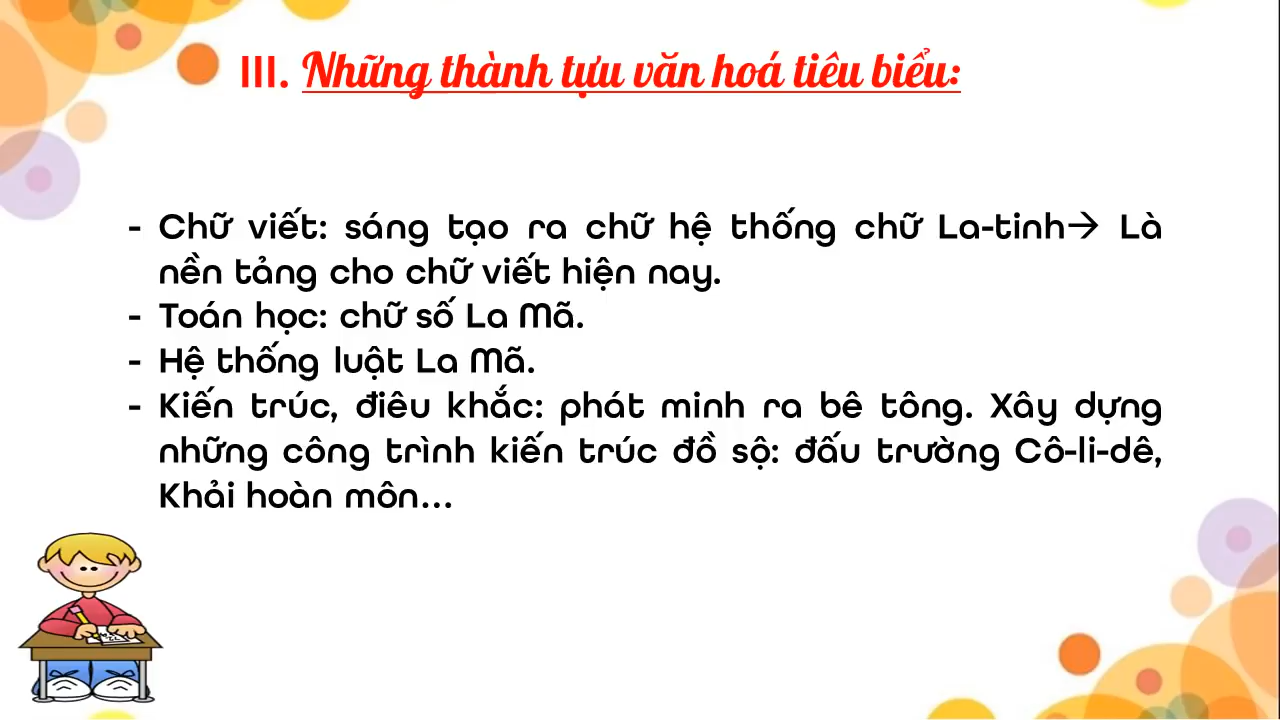 III. Những thành tựu văn hoá tiêu biểu:
- Chữ viết: sáng tạo ra chữ hệ thống chữ La-tinh→ Là
nền tảng cho chữ viết hiện nay.
- Toán học: chữ số La Mã.
- Hệ thống luật La Mã.
- Kiến trúc, điêu khắc: phát minh ra bê tông. Xây dựng
những công trình kiến trúc đồ sộ: đấu trường Cô-li-dê,
Khải hoàn môn...